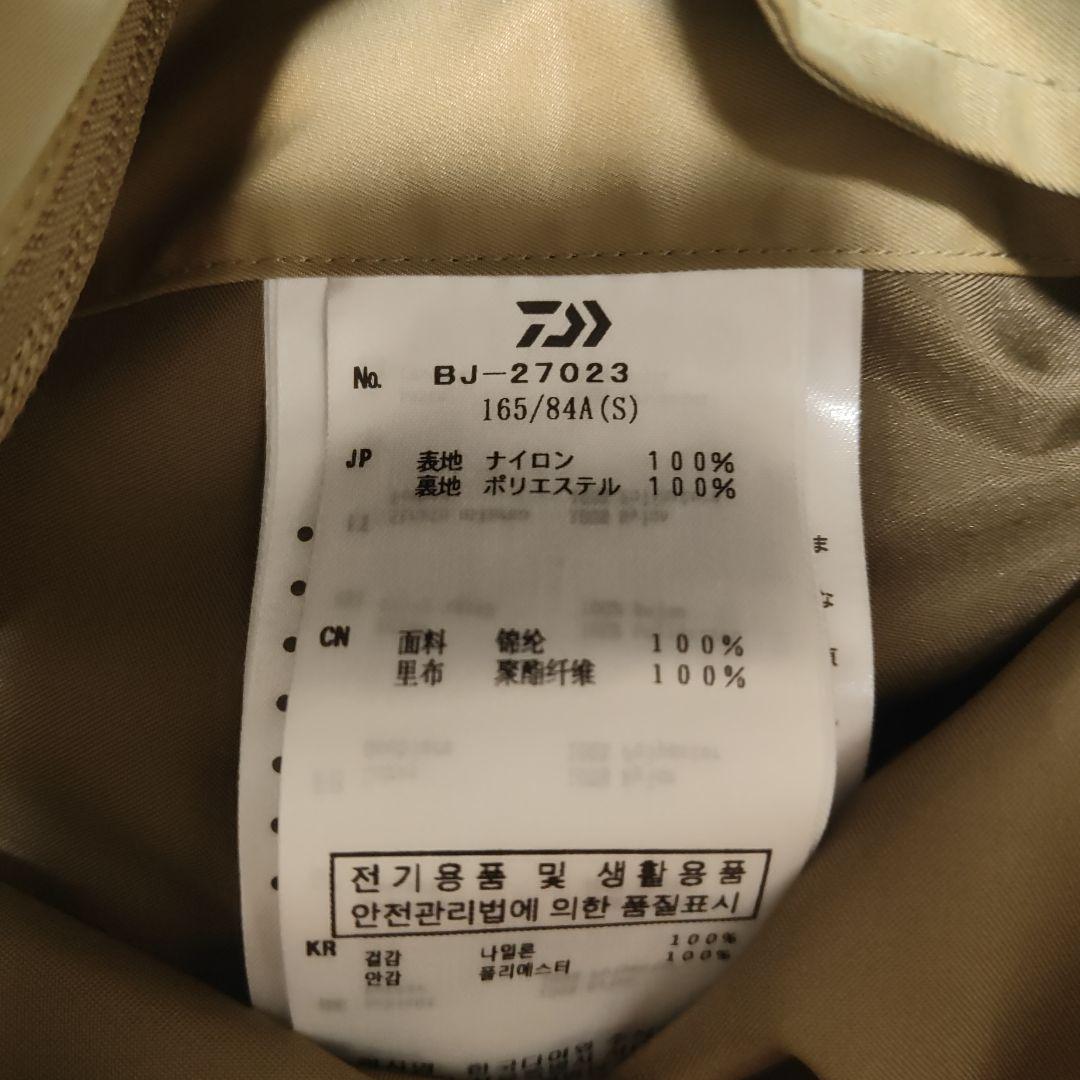 No. BJ-27023
165/84A(S)
JP 表地 ナイロン 100%
裏地 ポリエステル 100%
ま
な
CN 面料 锦纶 100%
里布 聚酯纤维 100%
전기용품 및 생활용품
안전관리법에 의한 품질표시
KR 겉감 나일론 100%
안감 폴리에스터 100%